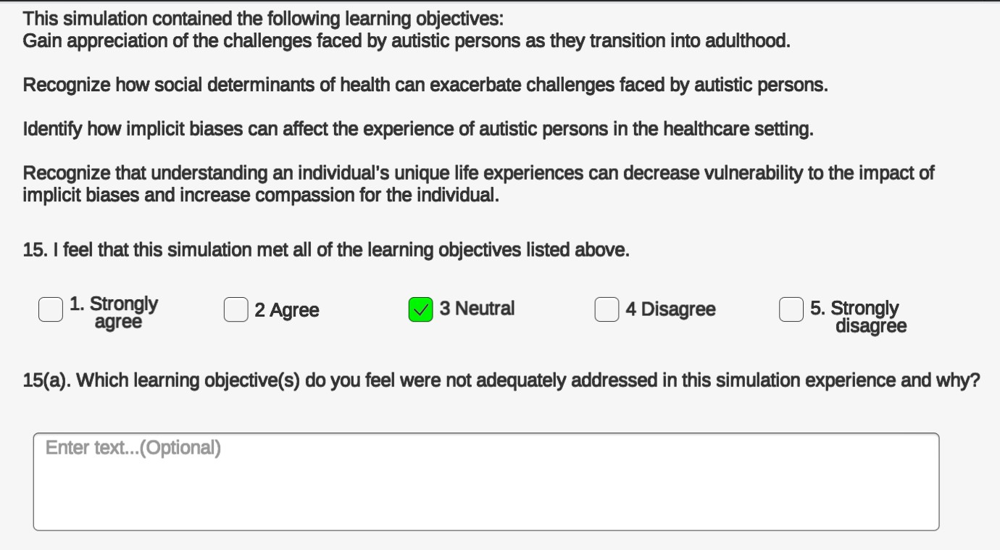 This simulation contained the following learning objectives:
Gain appreciation of the challenges faced by autistic persons as they transition into adulthood.
Recognize how social determinants of health can exacerbate challenges faced by autistic persons.
Identify how implicit biases can affect the experience of autistic persons in the healthcare setting.
Recognize that understanding an individual's unique life experiences can decrease vulnerability to the impact of
implicit biases and increase compassion for the individual.
15. I feel that this simulation met all of the learning objectives listed above.
1. Strongly
agree
2 Agree
3 Neutral
4 Disagree
5. Strongly
disagree
15(a). Which learning objective(s) do you feel were not adequately addressed in this simulation experience and why?
Enter text...(Optional)